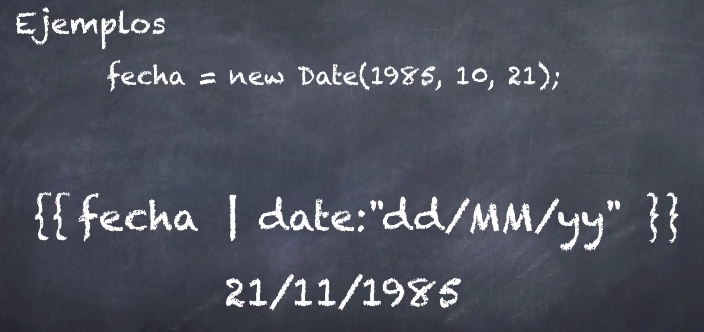 Ejemplos
fecha = new Date(1985, 10, 21);
{{ fecha | date:"dd/MM/yy" }}
21/11/1985